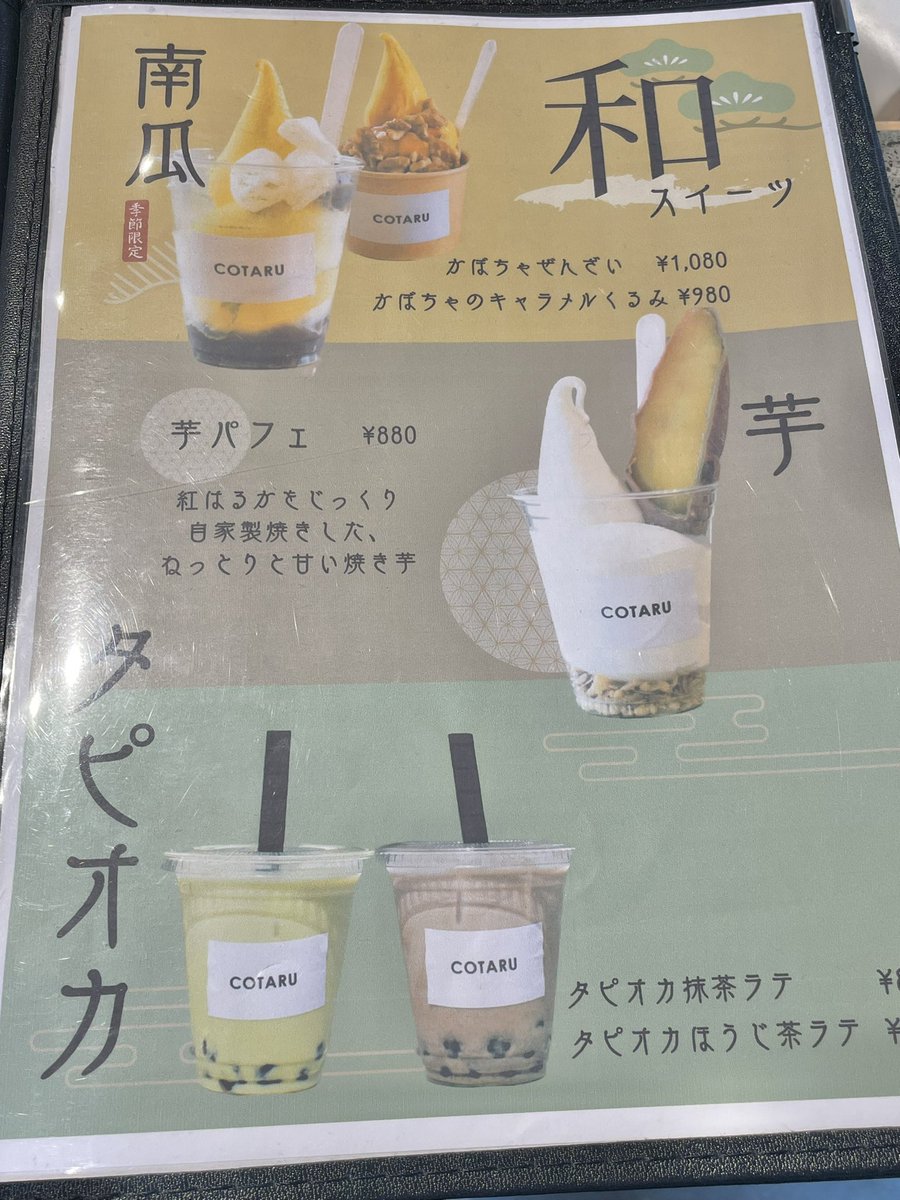 南瓜
季節限定
COTARU
COTARU
和
スイーツ
かぼちゃぜんざい ¥1,080
かぼちゃのキャラメルくるみ ¥980
芋パフェ ¥880
紅はるかをじっくり
自家製焼きした、
ねっとりと甘い焼き芋
芋
COTARU
タピオカ
COTARU
COTARU
タピオカ抹茶ラテ
タピオカほうじ茶ラテ ¥